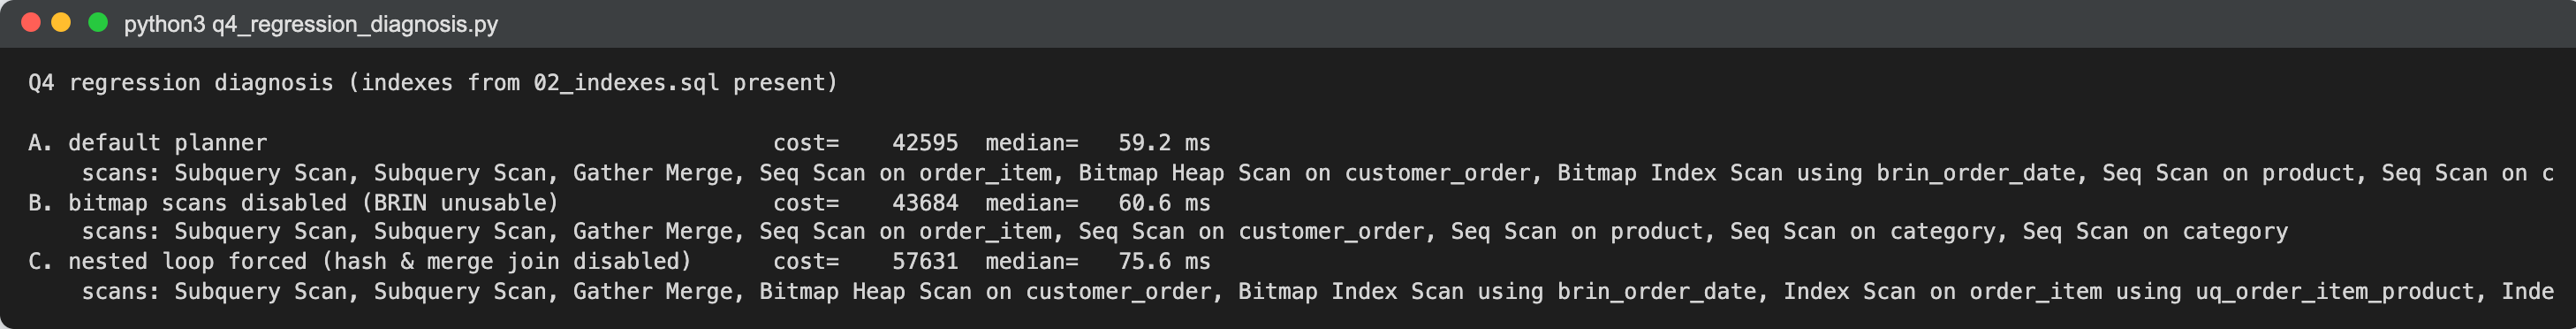 python3 q4_regression_diagnosis.py
Q4 regression diagnosis (indexes from 02_indexes.sql present)
A. default planner cost= 42595 median= 59.2 ms
scans: Subquery Scan, Subquery Scan, Gather Merge, Seq Scan on order_item, Bitmap Heap Scan on customer_order, Bitmap Index Scan using brin_order_date, Seq Scan on product, Seq Scan on c
B. bitmap scans disabled (BRIN unusable) cost= 43684 median= 60.6 ms
scans: Subquery Scan, Subquery Scan, Gather Merge, Seq Scan on order_item, Seq Scan on customer_order, Seq Scan on product, Seq Scan on category, Seq Scan on category
C. nested loop forced (hash & merge join disabled) cost= 57631 median= 75.6 ms
scans: Subquery Scan, Subquery Scan, Gather Merge, Bitmap Heap Scan on customer_order, Bitmap Index Scan using brin_order_date, Index Scan on order_item using uq_order_item_product, Inde